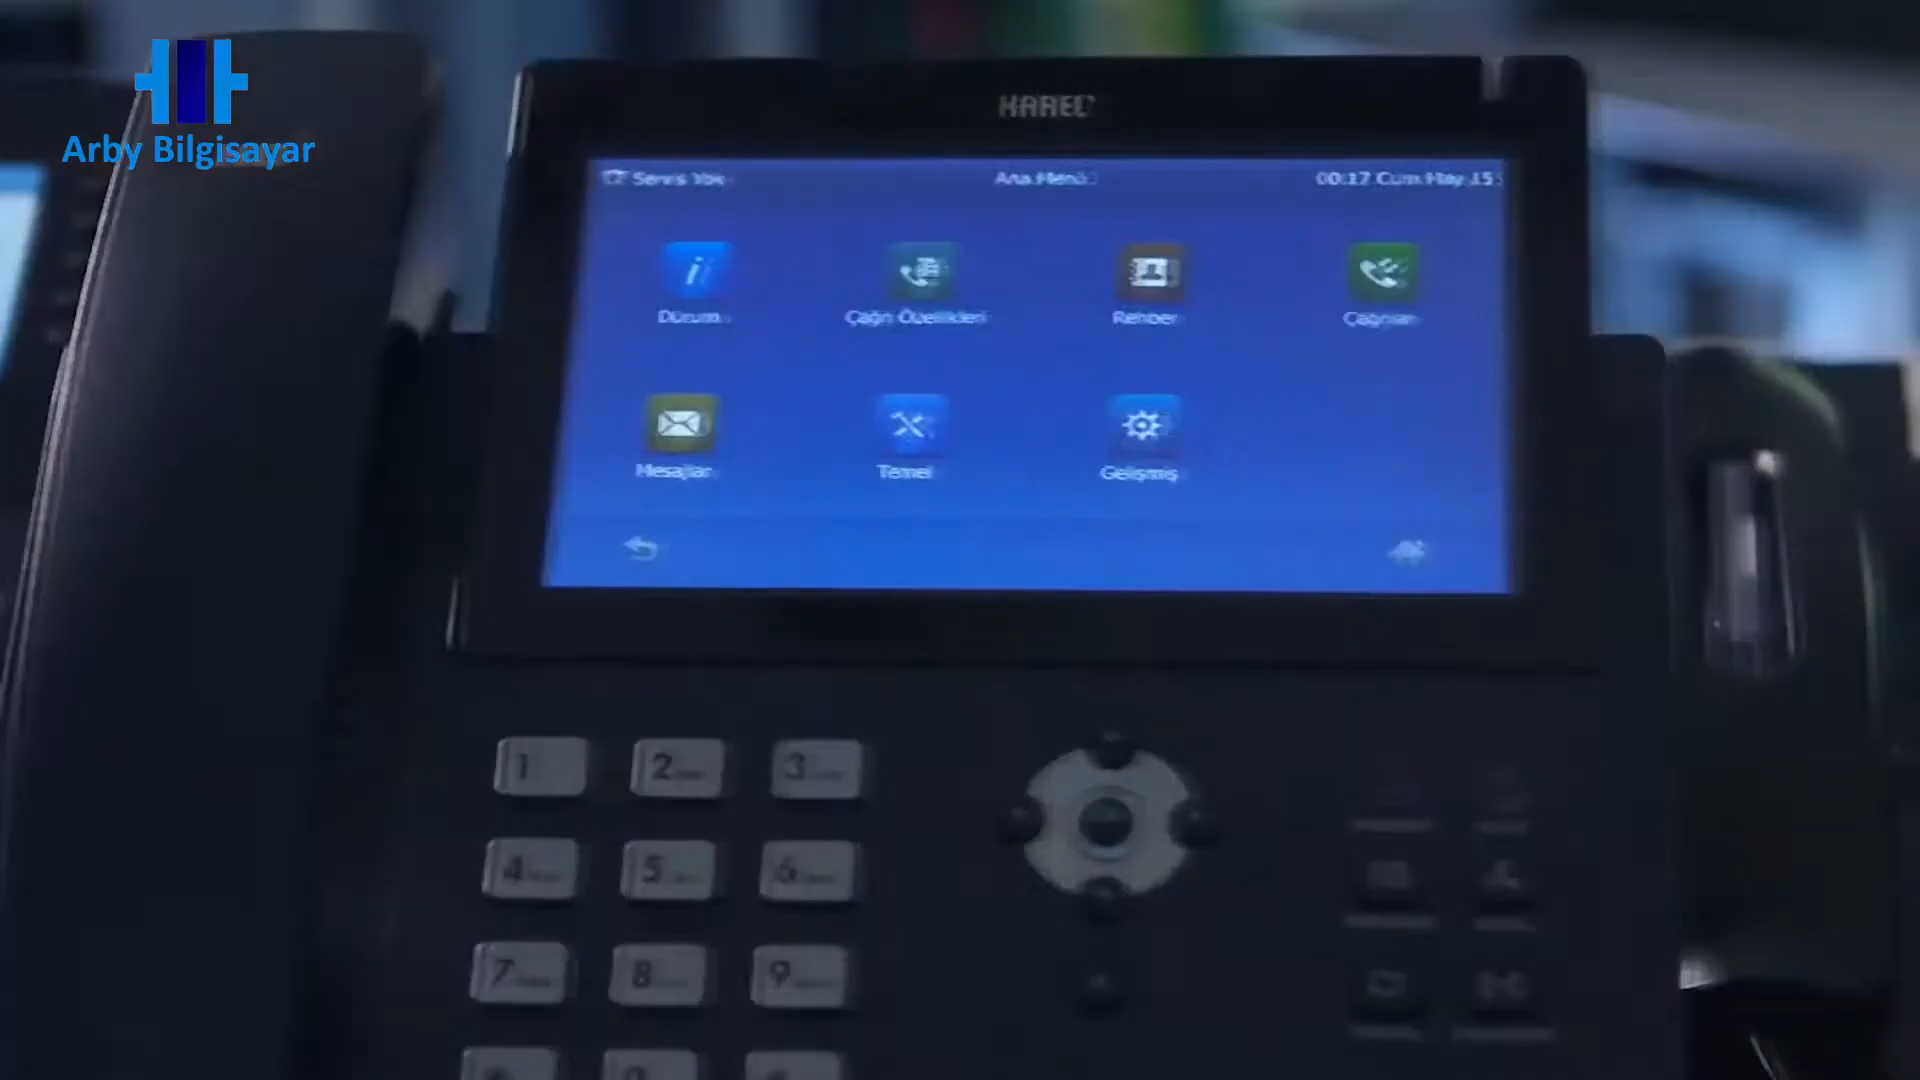 Arby Bilgisayar
KAREL
Servis Yok
Ana Menü
00:17 Cum May 15
Durum
Çağrı Özellikleri
Rehber
Çağrılar
Mesajlar
Temel
Gelişmiş
1
2
3
4
5
6
7
8
9